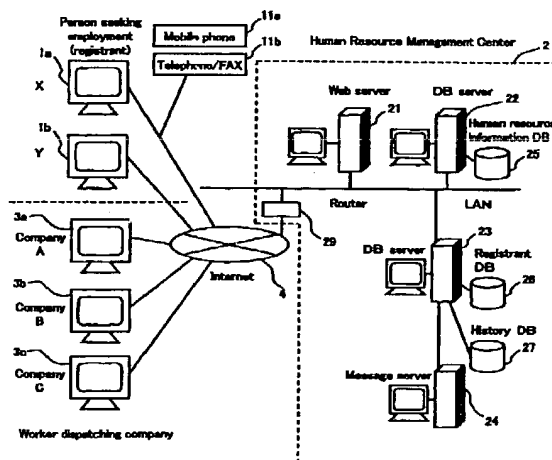 Person seeking
employment
(registrant)
11a
Mobile phone
11b
Telephone/FAX
1a
X
1b
Y
Human Resource Management Center
2
Web server
21
DB server
22
Human resource
information DB
25
Router
LAN
29
3a
Company
A
3b
Company
B
3c
Company
C
Internet
4
DB server
23
Registrant
DB
26
History DB
27
Message server
24
Worker dispatching company